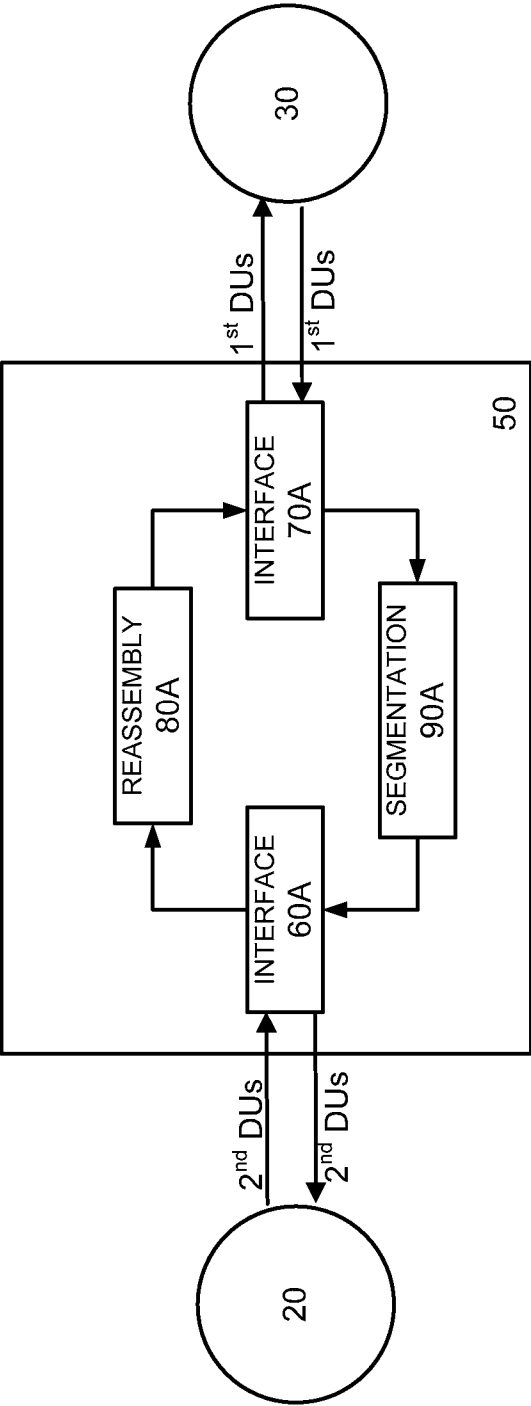 REASSEMBLY
80A
2nd DUs
2nd DUs
20
INTERFACE
60A
INTERFACE
70A
1st DUs
1st DUs
30
SEGMENTATION
90A
50